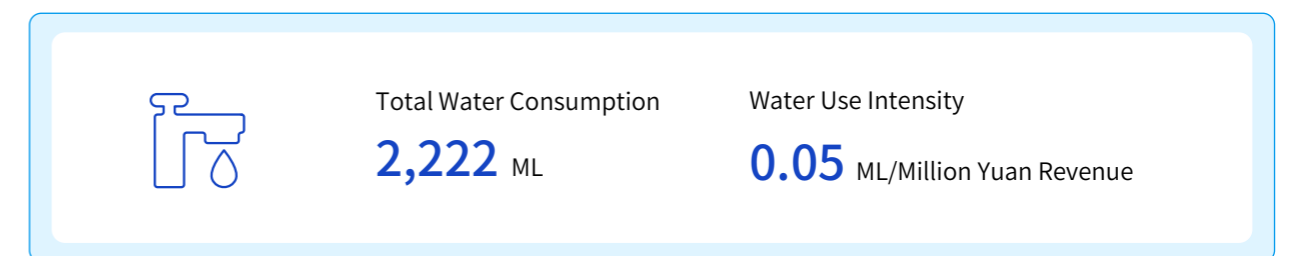 Total Water Consumption
2,222 ML
Water Use Intensity
0.05 ML/Million Yuan Revenue